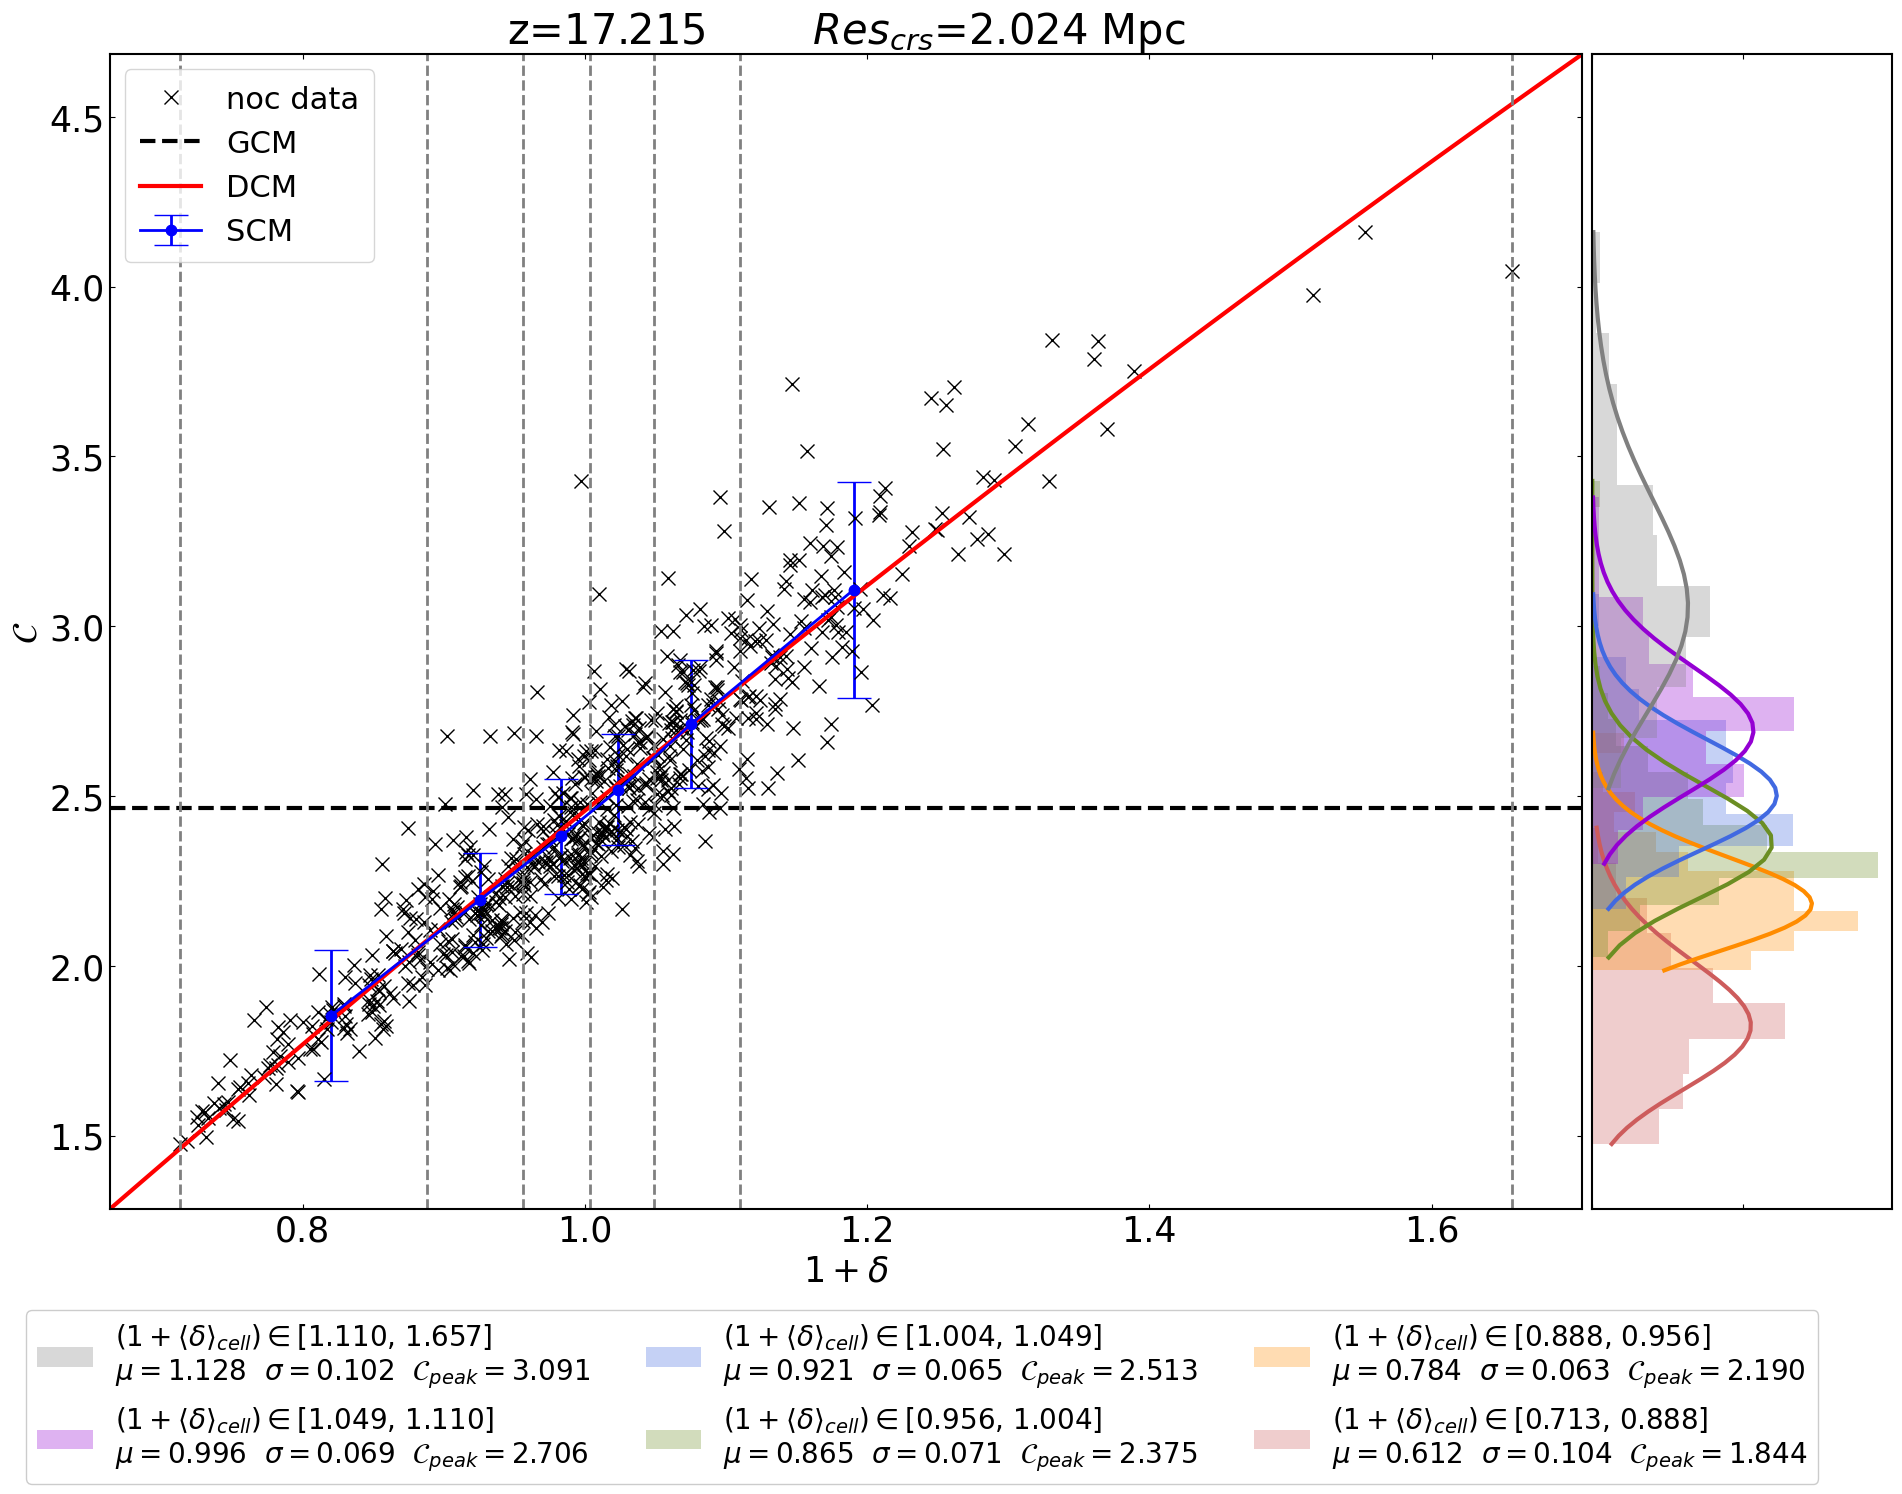 z=17.215 Res_crs=2.024 Mpc
noc data
GCM
DCM
SCM
4.5
4.0
3.5
3.0
2.5
2.0
1.5
𝒞
0.8 1.0 1.2 1.4 1.6
1 + δ
(1 + ⟨δ⟩_cell) ∈ [1.110, 1.657]
μ = 1.128 σ = 0.102 𝒞_peak = 3.091
(1 + ⟨δ⟩_cell) ∈ [1.049, 1.110]
μ = 0.996 σ = 0.069 𝒞_peak = 2.706
(1 + ⟨δ⟩_cell) ∈ [1.004, 1.049]
μ = 0.921 σ = 0.065 𝒞_peak = 2.513
(1 + ⟨δ⟩_cell) ∈ [0.956, 1.004]
μ = 0.865 σ = 0.071 𝒞_peak = 2.375
(1 + ⟨δ⟩_cell) ∈ [0.888, 0.956]
μ = 0.784 σ = 0.063 𝒞_peak = 2.190
(1 + ⟨δ⟩_cell) ∈ [0.713, 0.888]
μ = 0.612 σ = 0.104 𝒞_peak = 1.844